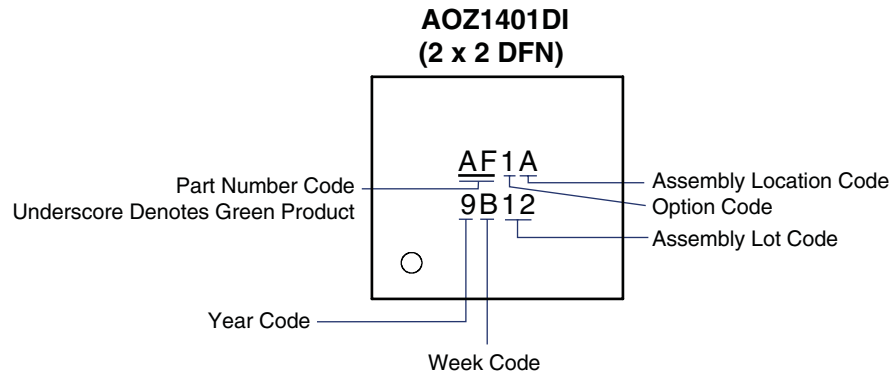 AOZ1401DI
(2 x 2 DFN)
AF1A
Part Number Code
Underscore Denotes Green Product
Assembly Location Code
Option Code
9B12
Assembly Lot Code
Year Code
Week Code